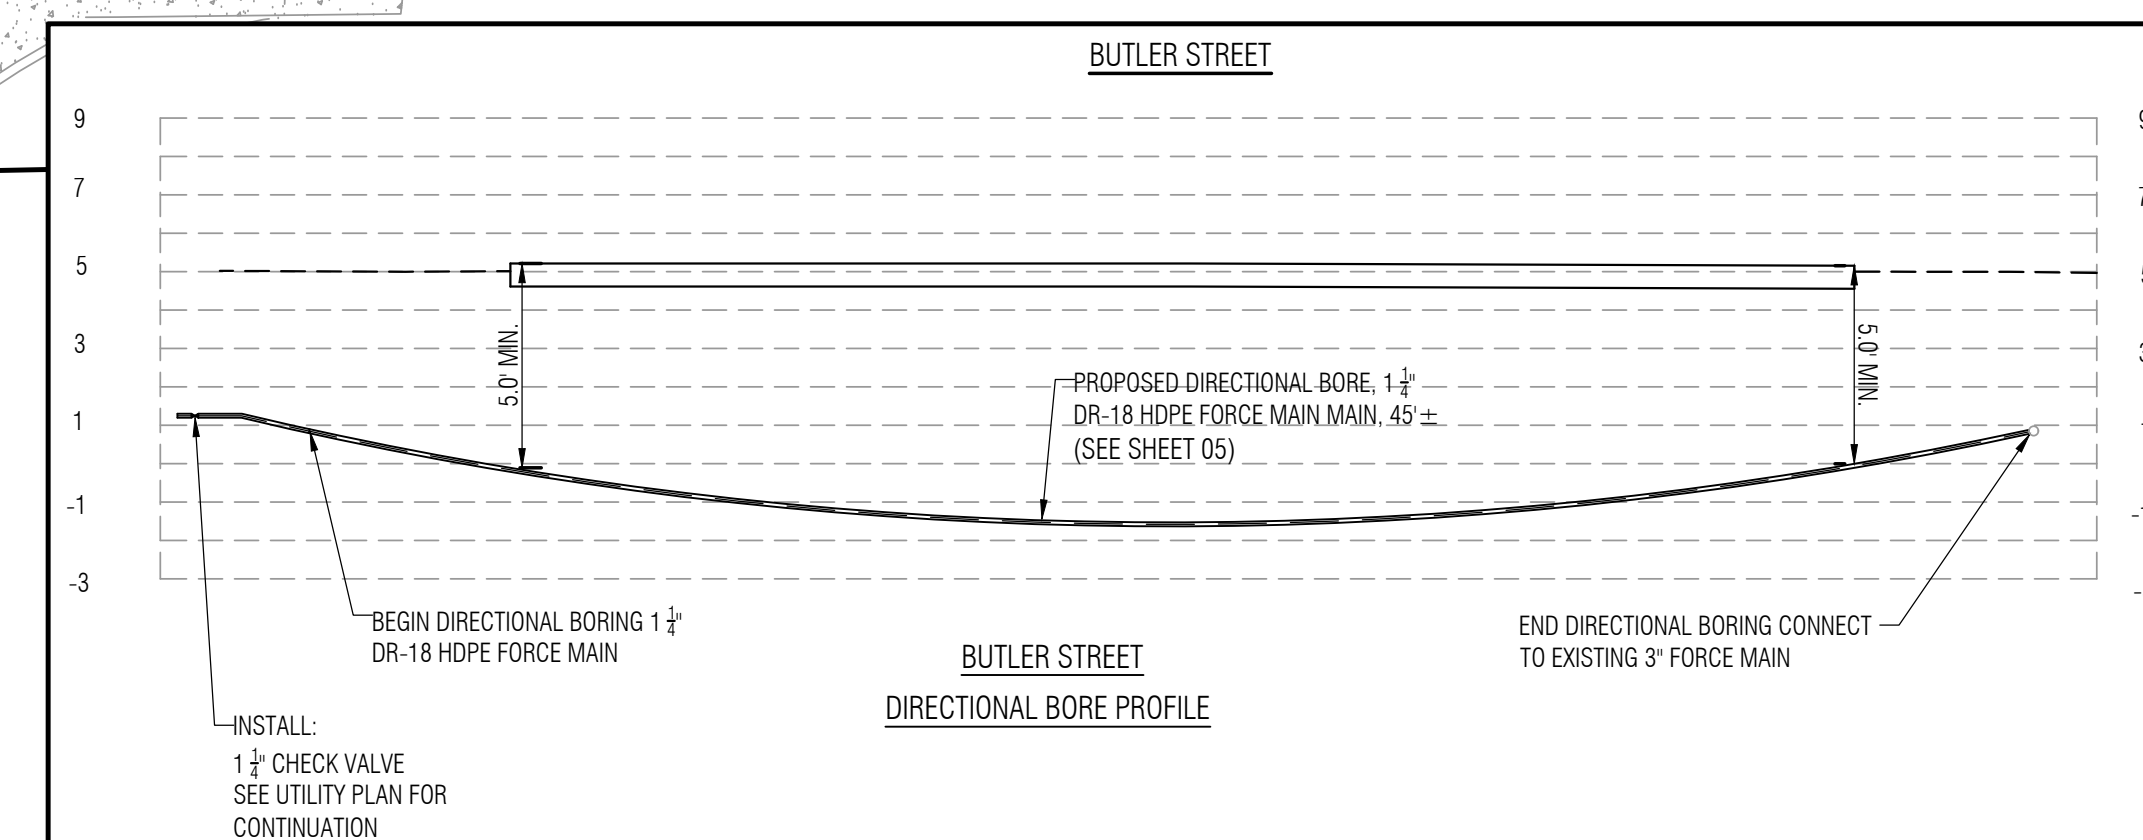 BUTLER STREET
9
7
5
3
1
-1
-3
5.0' MIN.
PROPOSED DIRECTIONAL BORE, 1 1/4"
DR-18 HDPE FORCE MAIN MAIN, 45'±
(SEE SHEET 05)
5.0' MIN.
BEGIN DIRECTIONAL BORING 1 1/4"
DR-18 HDPE FORCE MAIN
END DIRECTIONAL BORING CONNECT
TO EXISTING 3" FORCE MAIN
BUTLER STREET
DIRECTIONAL BORE PROFILE
INSTALL:
1 1/4" CHECK VALVE
SEE UTILITY PLAN FOR
CONTINUATION